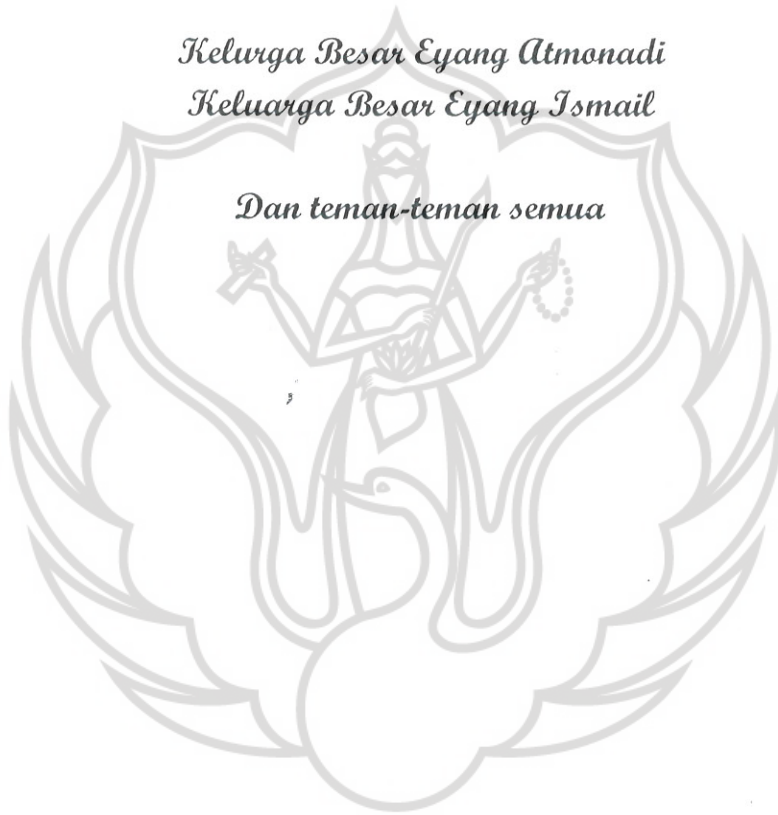 Kelurga Besar Eyang Atmonadi
Keluarga Besar Eyang Ismail
Dan teman-teman semua